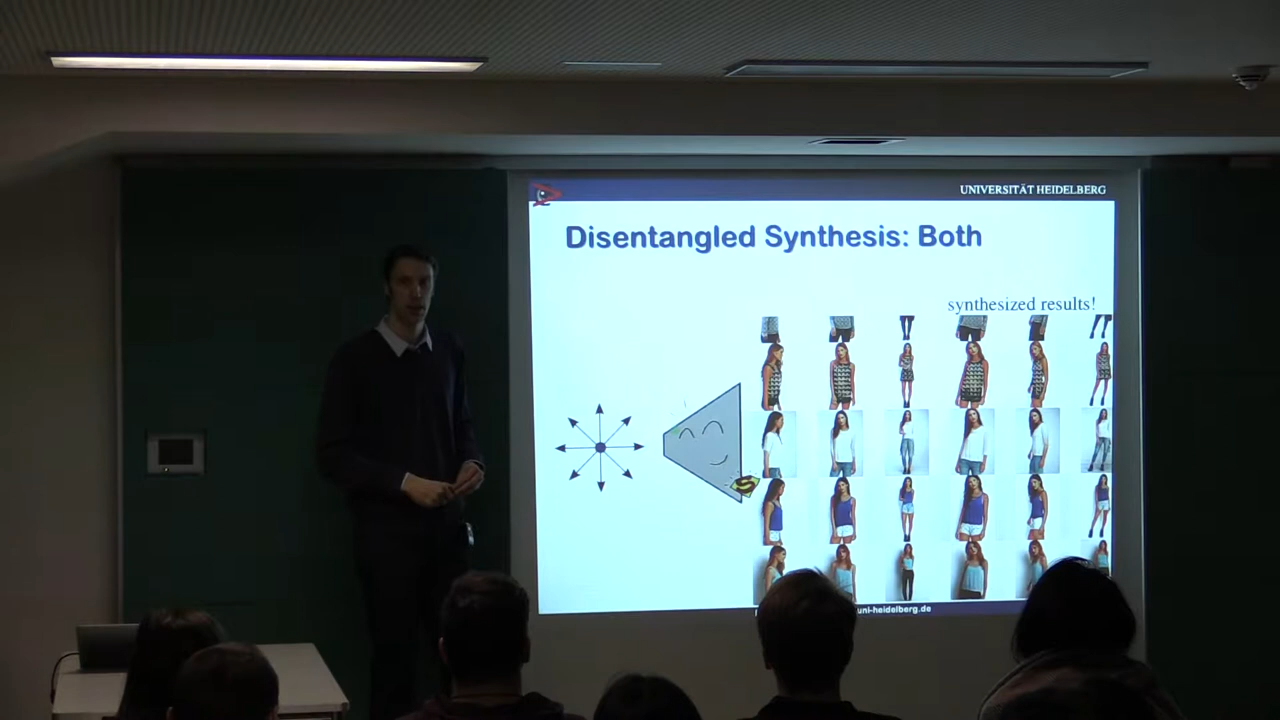 UNIVERSITÄT HEIDELBERG
Disentangled Synthesis: Both
synthesized results!
uni-heidelberg.de